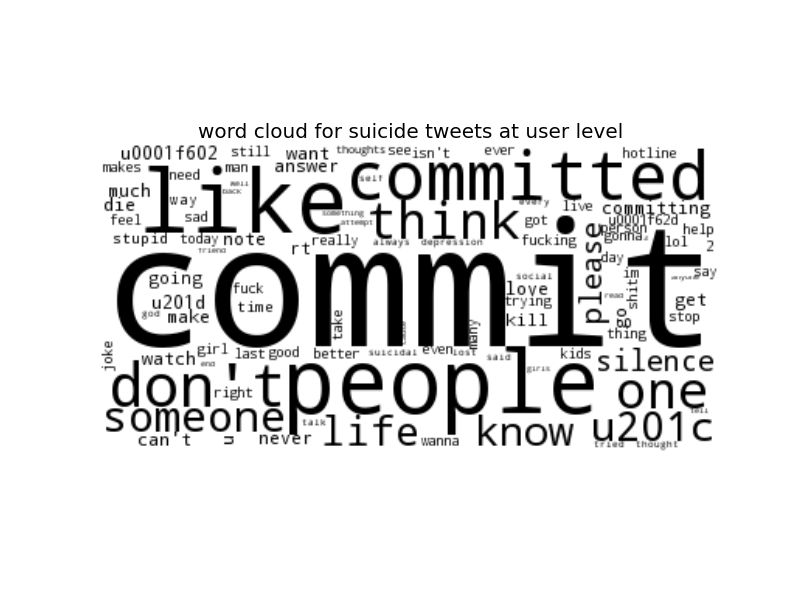 word cloud for suicide tweets at user level
u0001f602 still want thoughts see isn't ever hotline
makes need man answer
like committed
self
well
back
much
die
way
every live committing
feel sad
something
attempt
think got u0001f62d
person help
stupid today note rt really always depression fucking please gonna lol 2
friend
day
commit
going fuck
social
love
im
shit
say
anyone
u201d time trying read get
god make take kill go stop
many
thing
joke
watch girl last good better suicidal even lost said kids silence
end
girls
don't people one
right
someone life know u201c
talk
tell
can't u never wanna tried thought